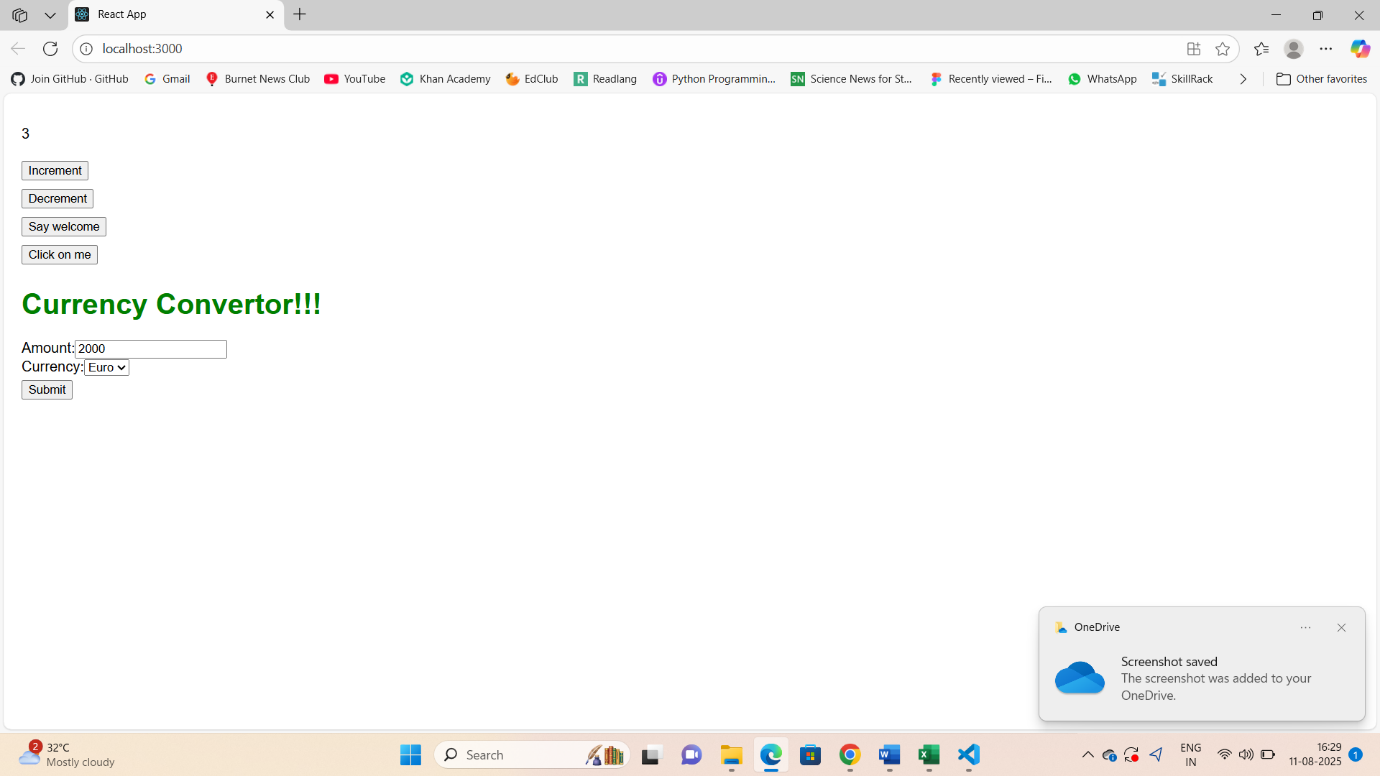 React App
localhost:3000
Join GitHub · GitHub
Gmail
Burnet News Club
YouTube
Khan Academy
EdClub
R
Readlang
Python Programmin...
SN
Science News for St...
Recently viewed – Fi...
WhatsApp
SkillRack
Other favorites
3
Increment
Decrement
Say welcome
Click on me
Currency Convertor!!!
Amount:2000
Currency:Euro
Submit
OneDrive
Screenshot saved
The screenshot was added to your
OneDrive.
2
32°C
Mostly cloudy
Search
ENG
IN
16:29
11-08-2025
1